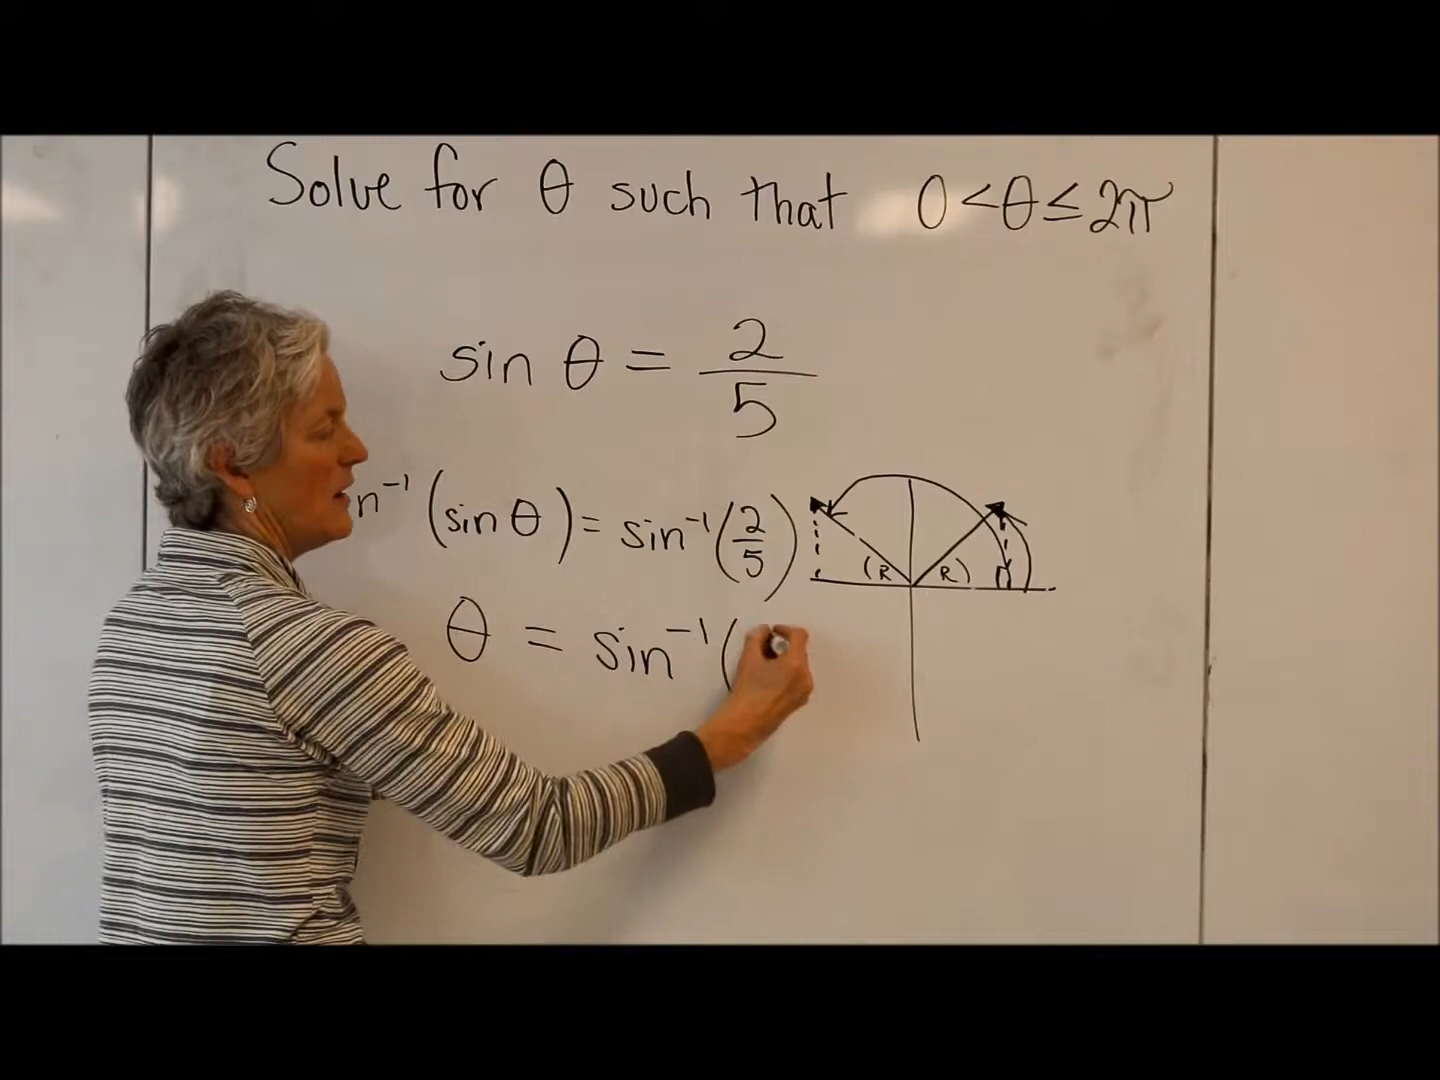 Solve for θ such that 0 < θ ≤ 2π
sin θ = 2/5
n⁻¹ (sin θ) = sin⁻¹ (2/5)
(R R)
θ = sin⁻¹ (